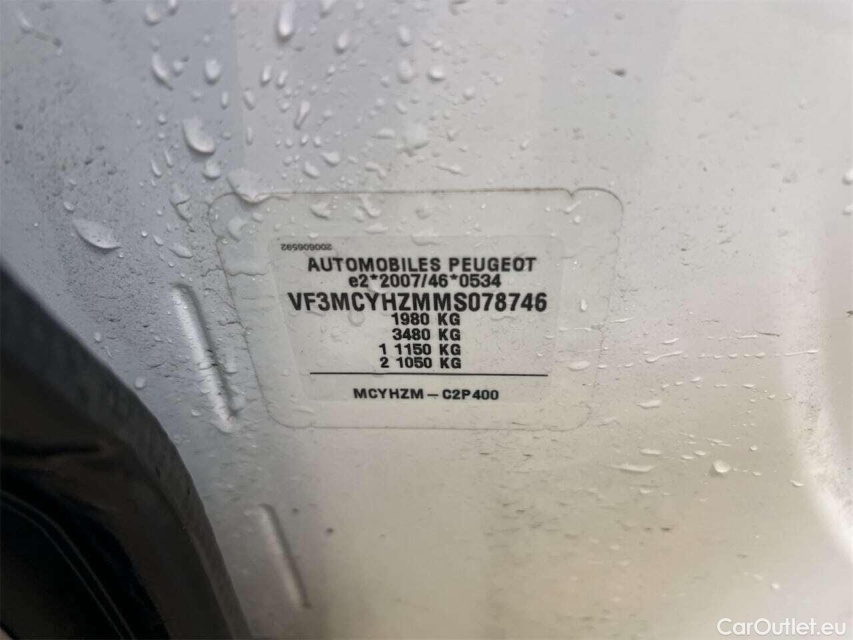 200606592
AUTOMOBILES PEUGEOT
e2*2007/46*0534
VF3MCYHZMMS078746
1980 KG
3480 KG
1 1150 KG
2 1050 KG
MCYHZM – C2P400
CarOutlet.eu